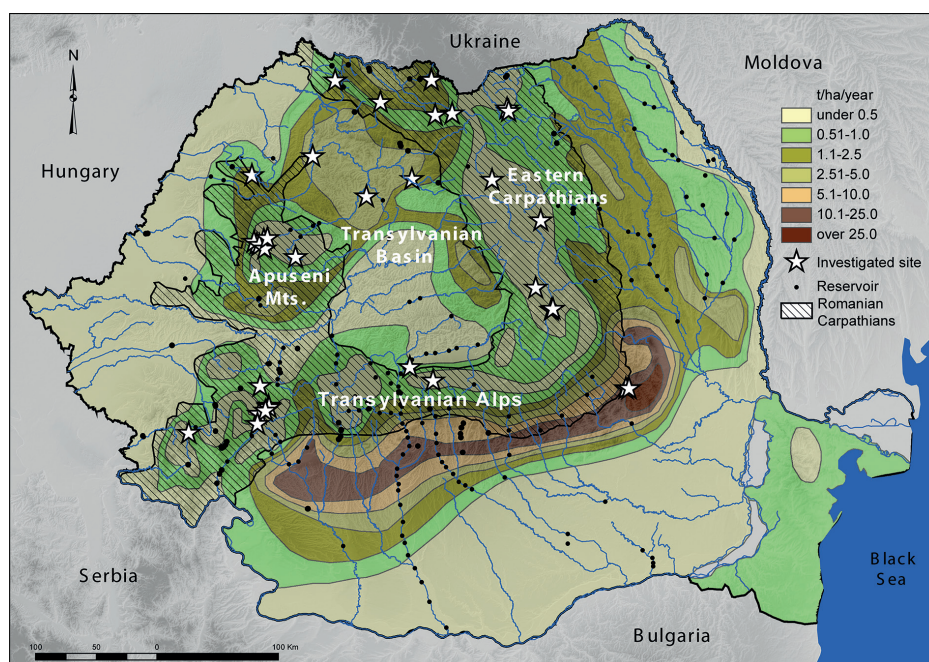 Ukraine
Moldova
N
t/ha/year
under 0.5
0.51-1.0
1.1-2.5
2.51-5.0
5.1-10.0
10.1-25.0
over 25.0
Investigated site
Reservoir
Romanian
Carpathians
Hungary
Eastern
Carpathians
Transylvanian
Basin
Apuseni
Mts.
Transylvanian Alps
Serbia
Black
Sea
Bulgaria
100 50 0 100 Km